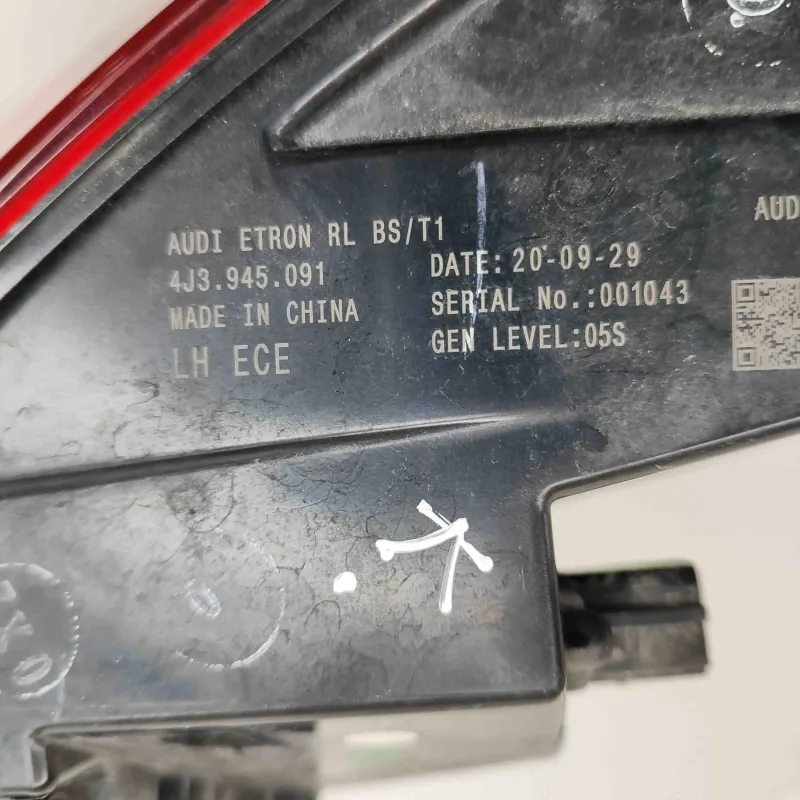 AUDI ETRON RL BS/T1
4J3.945.091
MADE IN CHINA
LH ECE
DATE: 20-09-29
SERIAL No.:001043
GEN LEVEL:05S
AUD